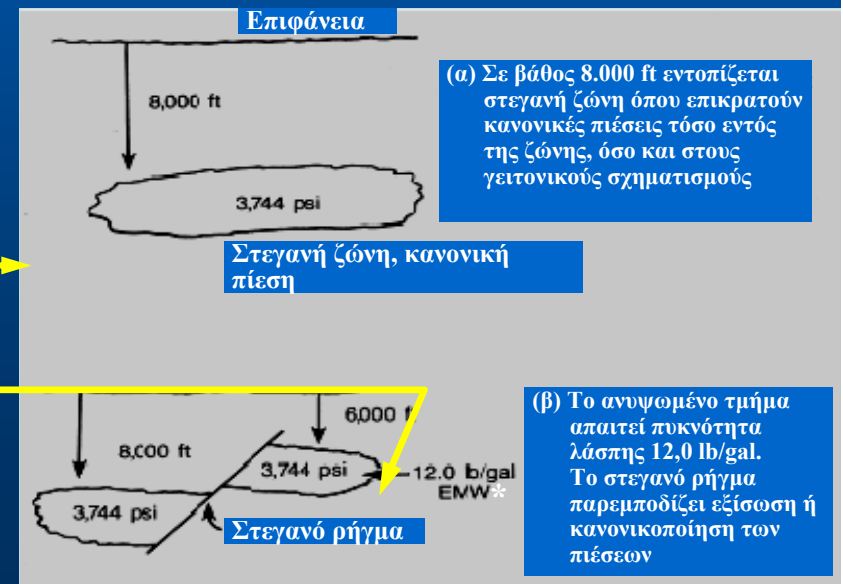 Επιφάνεια
8,000 ft
(α) Σε βάθος 8.000 ft εντοπίζεται
στεγανή ζώνη όπου επικρατούν
κανονικές πιέσεις τόσο εντός
της ζώνης, όσο και στους
γειτονικούς σχηματισμούς
3,744 psi
Στεγανή ζώνη, κανονική
πίεση
8,000 ft
6,000 f
3,744 psi
3,744 psi
12.0 lb/gal
EMW*
Στεγανό ρήγμα
(β) Το ανυψωμένο τμήμα
απαιτεί πυκνότητα
λάσπης 12,0 lb/gal.
Το στεγανό ρήγμα
παρεμποδίζει εξίσωση ή
κανονικοποίηση των
πιέσεων